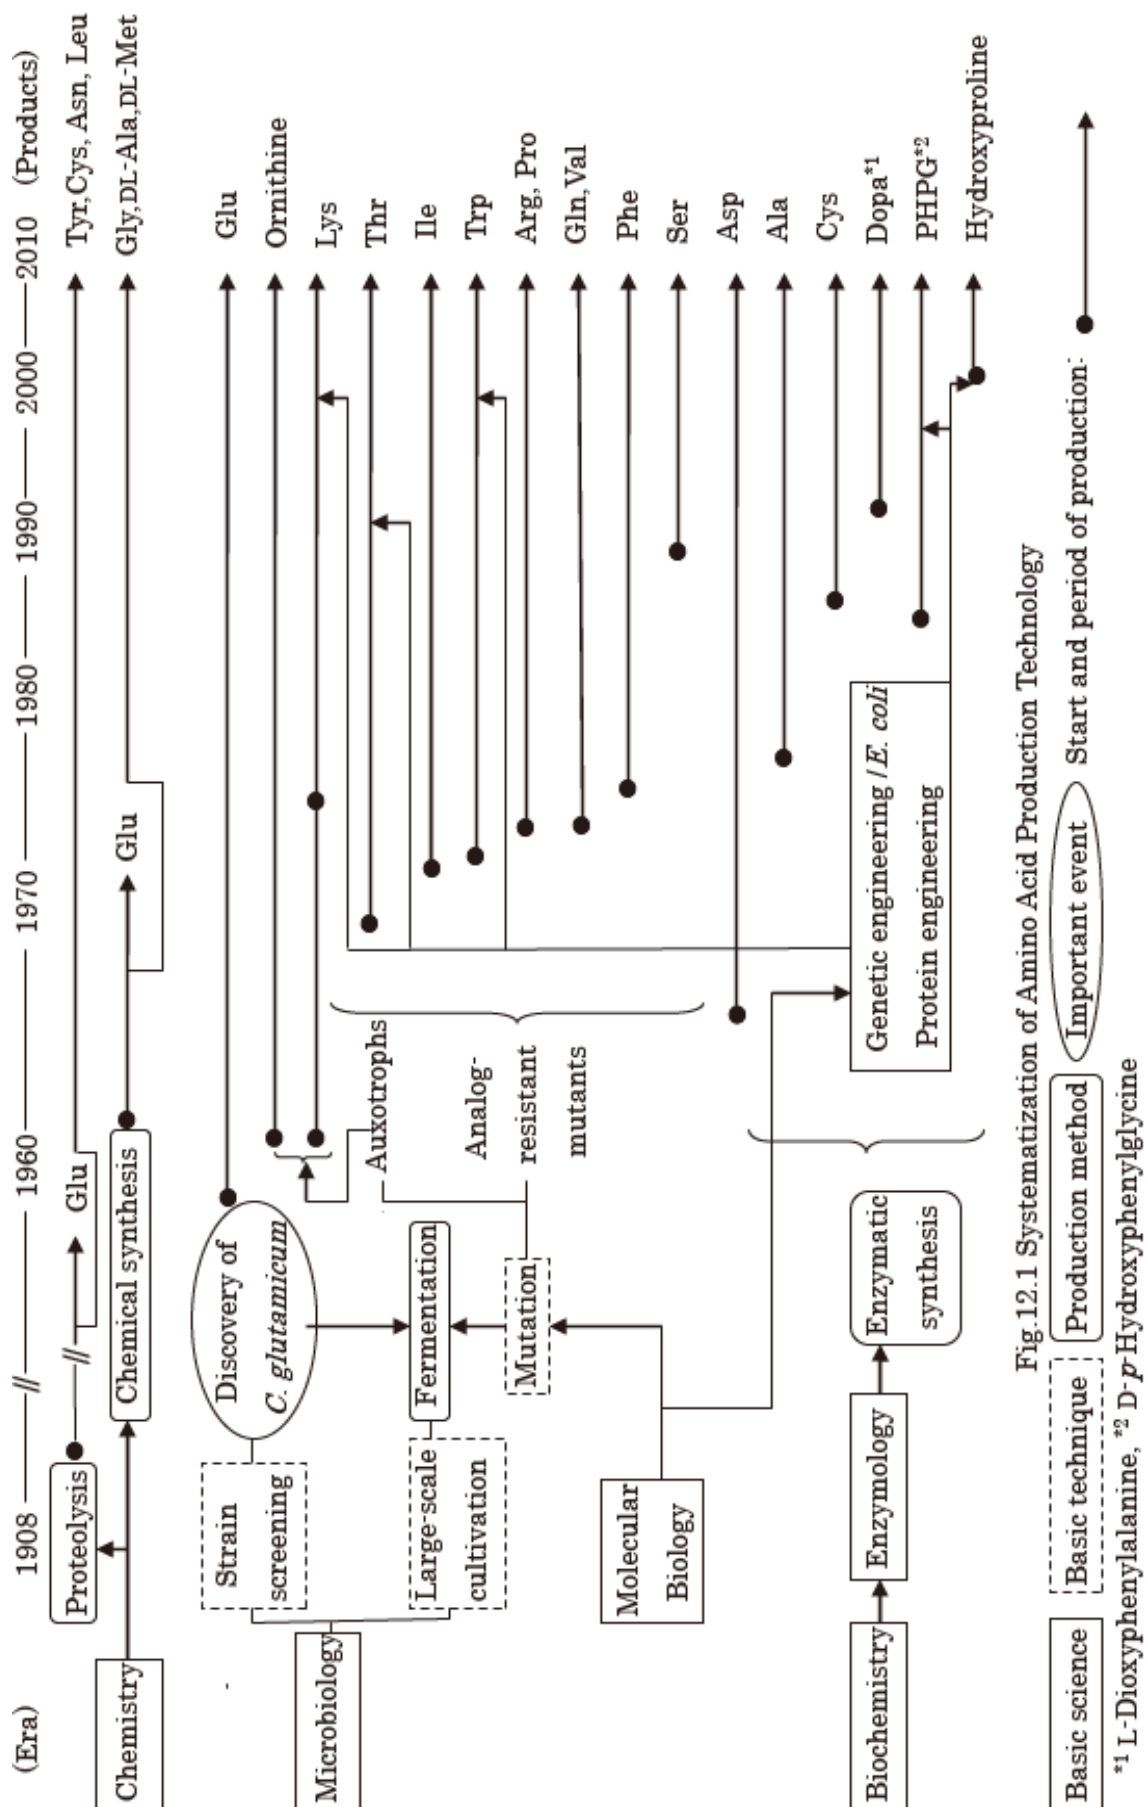 (Era) 1908 — // — 1960 — 1970 — 1980 — 1990 — 2000 — 2010 (Products)
Chemistry
Proteolysis
Glu
Tyr,Cys, Asn, Leu
Chemical synthesis
Glu
Gly,DL-Ala,DL-Met
Microbiology
Strain
screening
Discovery of
C. glutamicum
Large-scale
cultivation
Fermentation
Mutation
Auxotrophs
Analog-
resistant
mutants
Glu
Ornithine
Lys
Thr
Ile
Trp
Arg, Pro
Gln,Val
Phe
Ser
Molecular
Biology
Genetic engineering /E. coli
Protein engineering
Biochemistry
Enzymology
Enzymatic
synthesis
Asp
Ala
Cys
Dopa*1
PHPG*2
Hydroxyproline
Fig.12.1 Systematization of Amino Acid Production Technology
Basic science
Basic technique
Production method
Important event
Start and period of production
*1 L-Dioxyphenylalanine, *2 D-p-Hydroxyphenylglycine